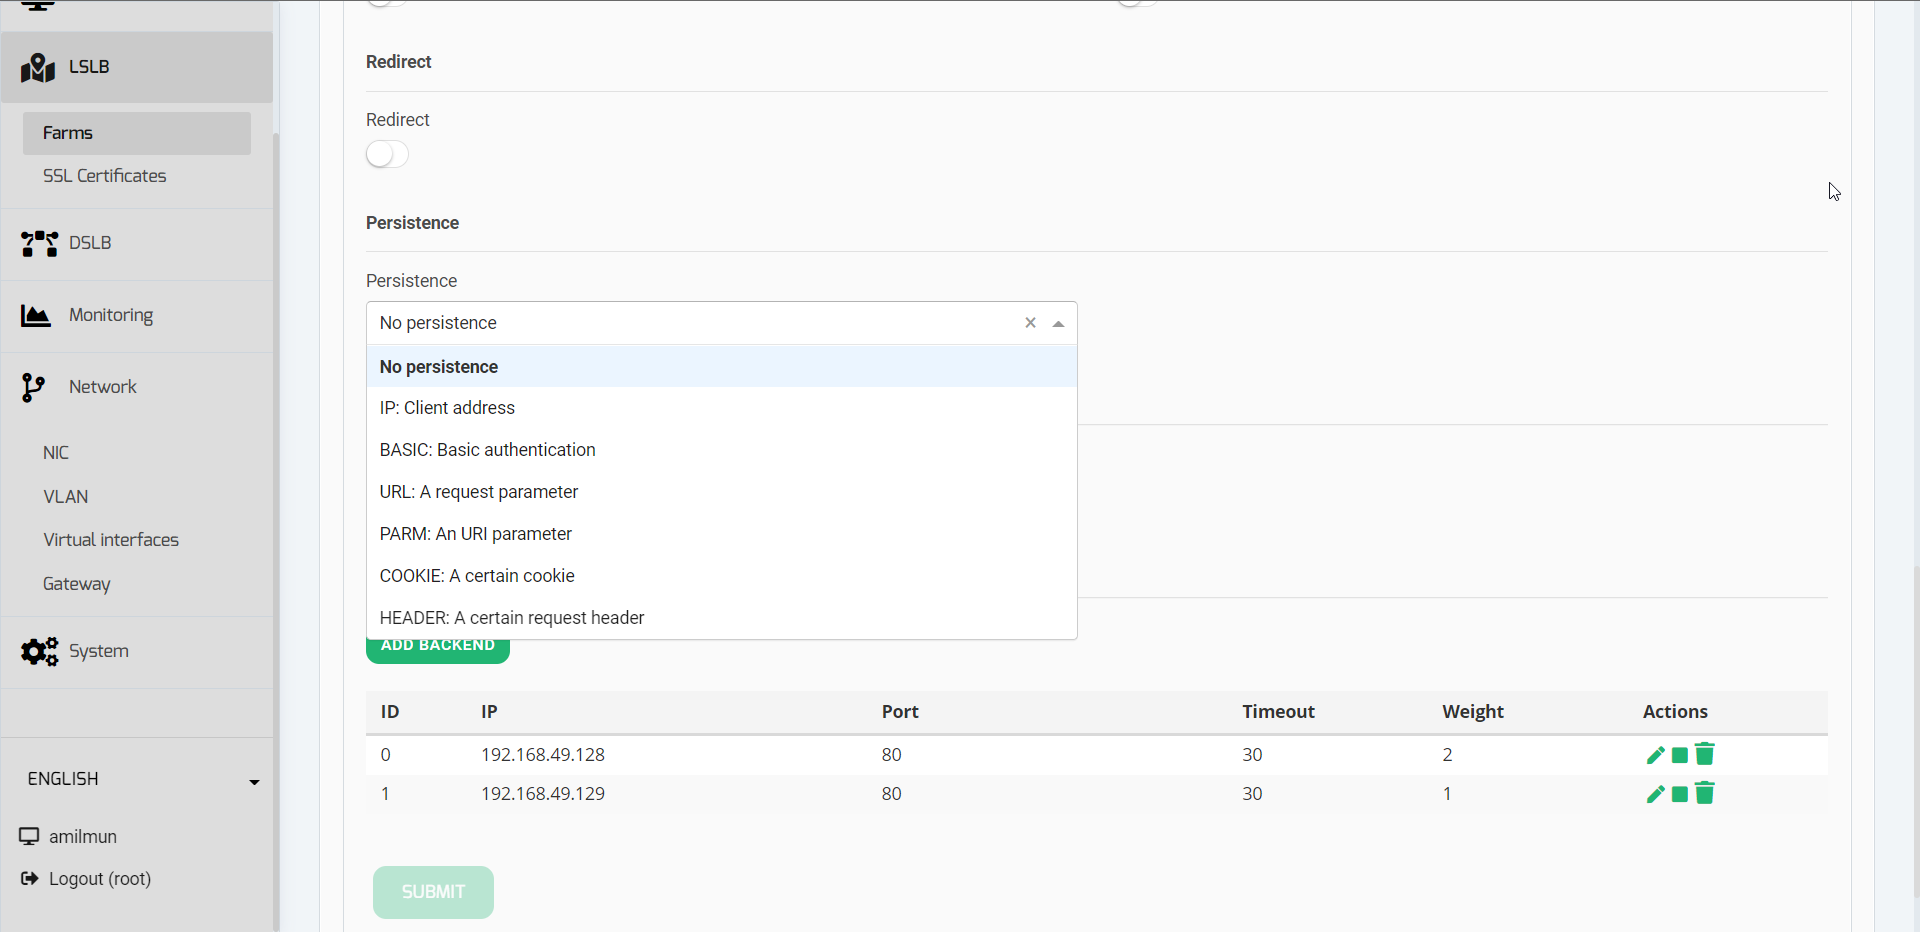 LSLB
Farms
SSL Certificates
DSLB
Monitoring
Network
NIC
VLAN
Virtual interfaces
Gateway
System
ENGLISH
amilmun
Logout (root)
Redirect
Redirect
Persistence
Persistence
No persistence
No persistence
IP: Client address
BASIC: Basic authentication
URL: A request parameter
PARM: An URI parameter
COOKIE: A certain cookie
HEADER: A certain request header
ADD BACKEND
ID IP Port Timeout Weight Actions
0 192.168.49.128 80 30 2
1 192.168.49.129 80 30 1
SUBMIT